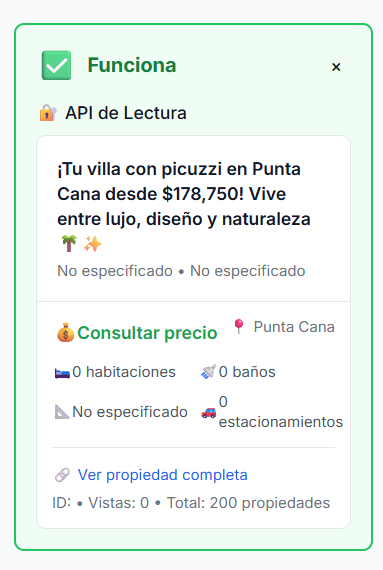 ✅ Funciona ×
🔐 API de Lectura
¡Tu villa con picuzzi en Punta
Cana desde $178,750! Vive
entre lujo, diseño y naturaleza
🌴 ✨
No especificado • No especificado
💰Consultar precio 📍 Punta Cana
🛏️0 habitaciones 🚿0 baños
📐No especificado 🚗0 estacionamientos
🔗 Ver propiedad completa
ID: • Vistas: 0 • Total: 200 propiedades